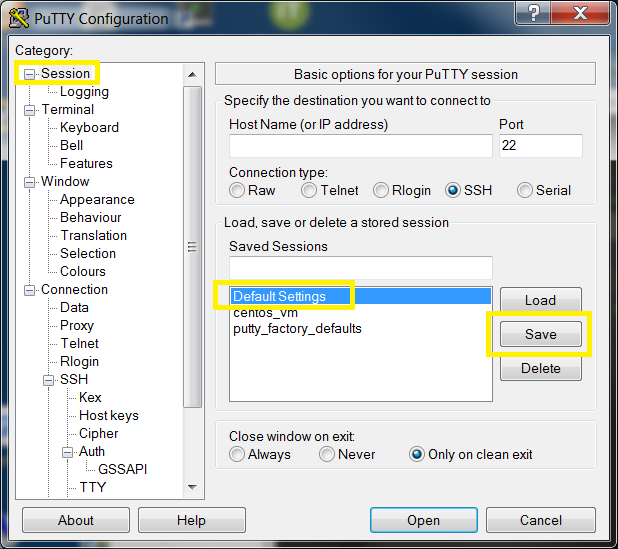 PuTTY Configuration
?
Category:
Session
Logging
Terminal
Keyboard
Bell
Features
Window
Appearance
Behaviour
Translation
Selection
Colours
Connection
Data
Proxy
Telnet
Rlogin
SSH
Kex
Host keys
Cipher
Auth
GSSAPI
TTY
Basic options for your PuTTY session
Specify the destination you want to connect to
Host Name (or IP address) Port
22
Connection type:
Raw Telnet Rlogin SSH Serial
Load, save or delete a stored session
Saved Sessions
Default Settings
centos_vm
putty_factory_defaults
Load
Save
Delete
Close window on exit:
Always Never Only on clean exit
About Help Open Cancel